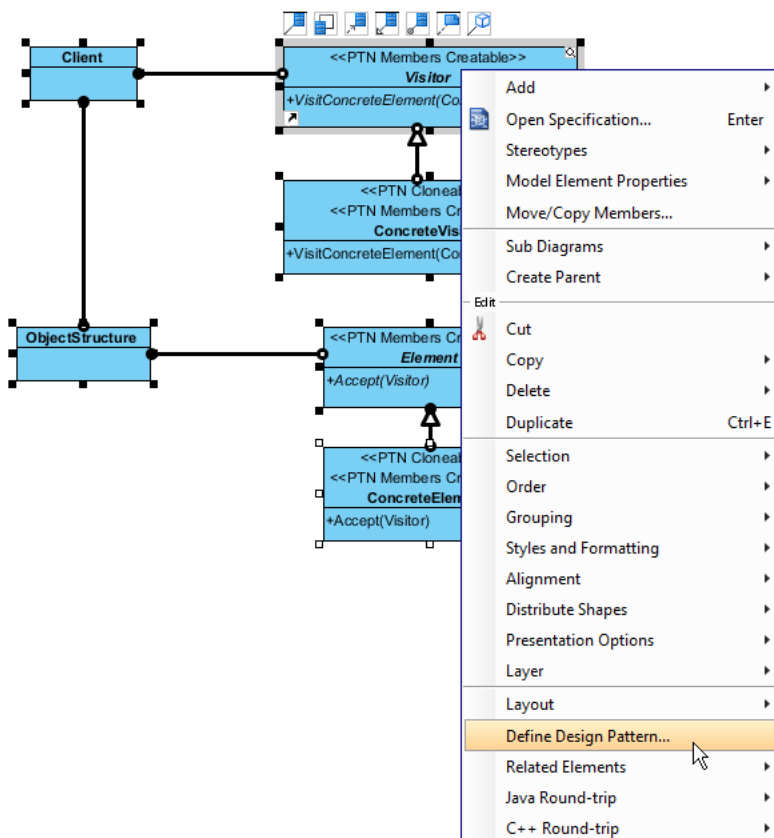 Client
<<PTN Members Creatable>>
Visitor
+VisitConcreteElement(Co
<<PTN Cloneal
<<PTN Members Cr
ConcreteVis
+VisitConcreteElement(Co
ObjectStructure
<<PTN Members Cr
Element
+Accept(Visitor)
<<PTN Cloneal
<<PTN Members Cr
ConcreteElem
+Accept(Visitor)
Add
Open Specification... Enter
Stereotypes
Model Element Properties
Move/Copy Members...
Sub Diagrams
Create Parent
Edit
Cut
Copy
Delete
Duplicate Ctrl+E
Selection
Order
Grouping
Styles and Formatting
Alignment
Distribute Shapes
Presentation Options
Layer
Layout
Define Design Pattern...
Related Elements
Java Round-trip
C++ Round-trip